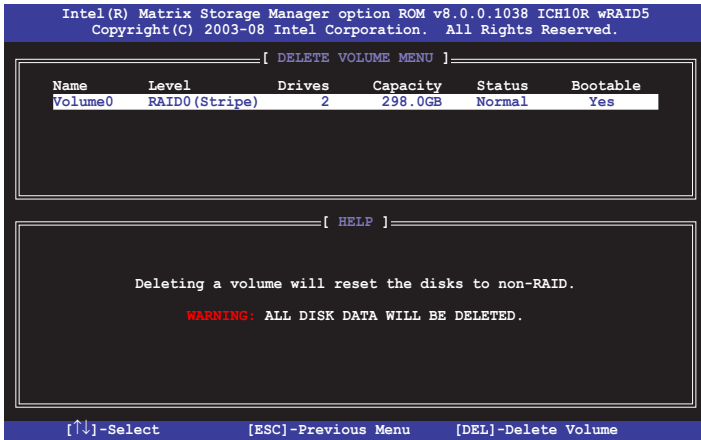 Intel(R) Matrix Storage Manager option ROM v8.0.0.1038 ICH10R wRAID5
Copyright(C) 2003-08 Intel Corporation. All Rights Reserved.
[ DELETE VOLUME MENU ]
Name Level Drives Capacity Status Bootable
Volume0 RAID0(Stripe) 2 298.0GB Normal Yes
[ HELP ]
Deleting a volume will reset the disks to non-RAID.
WARNING: ALL DISK DATA WILL BE DELETED.
[↑↓]-Select [ESC]-Previous Menu [DEL]-Delete Volume